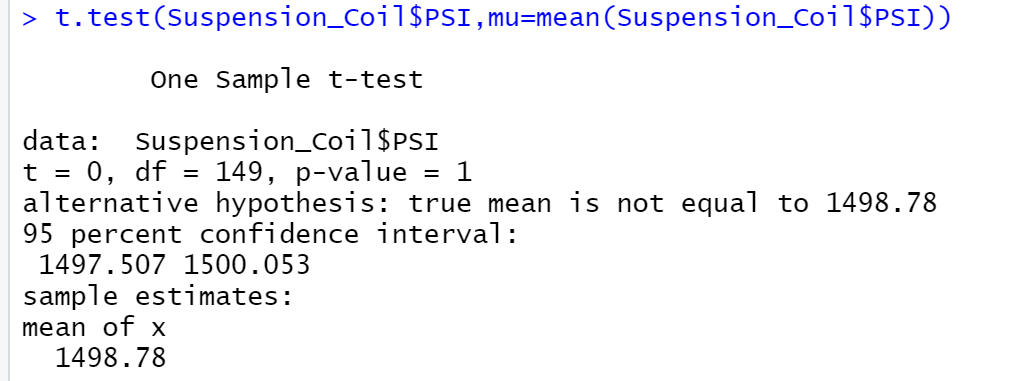 > t.test(Suspension_Coil$PSI,mu=mean(Suspension_Coil$PSI))
One Sample t-test
data:  Suspension_Coil$PSI
t = 0, df = 149, p-value = 1
alternative hypothesis: true mean is not equal to 1498.78
95 percent confidence interval:
1497.507 1500.053
sample estimates:
mean of x
1498.78